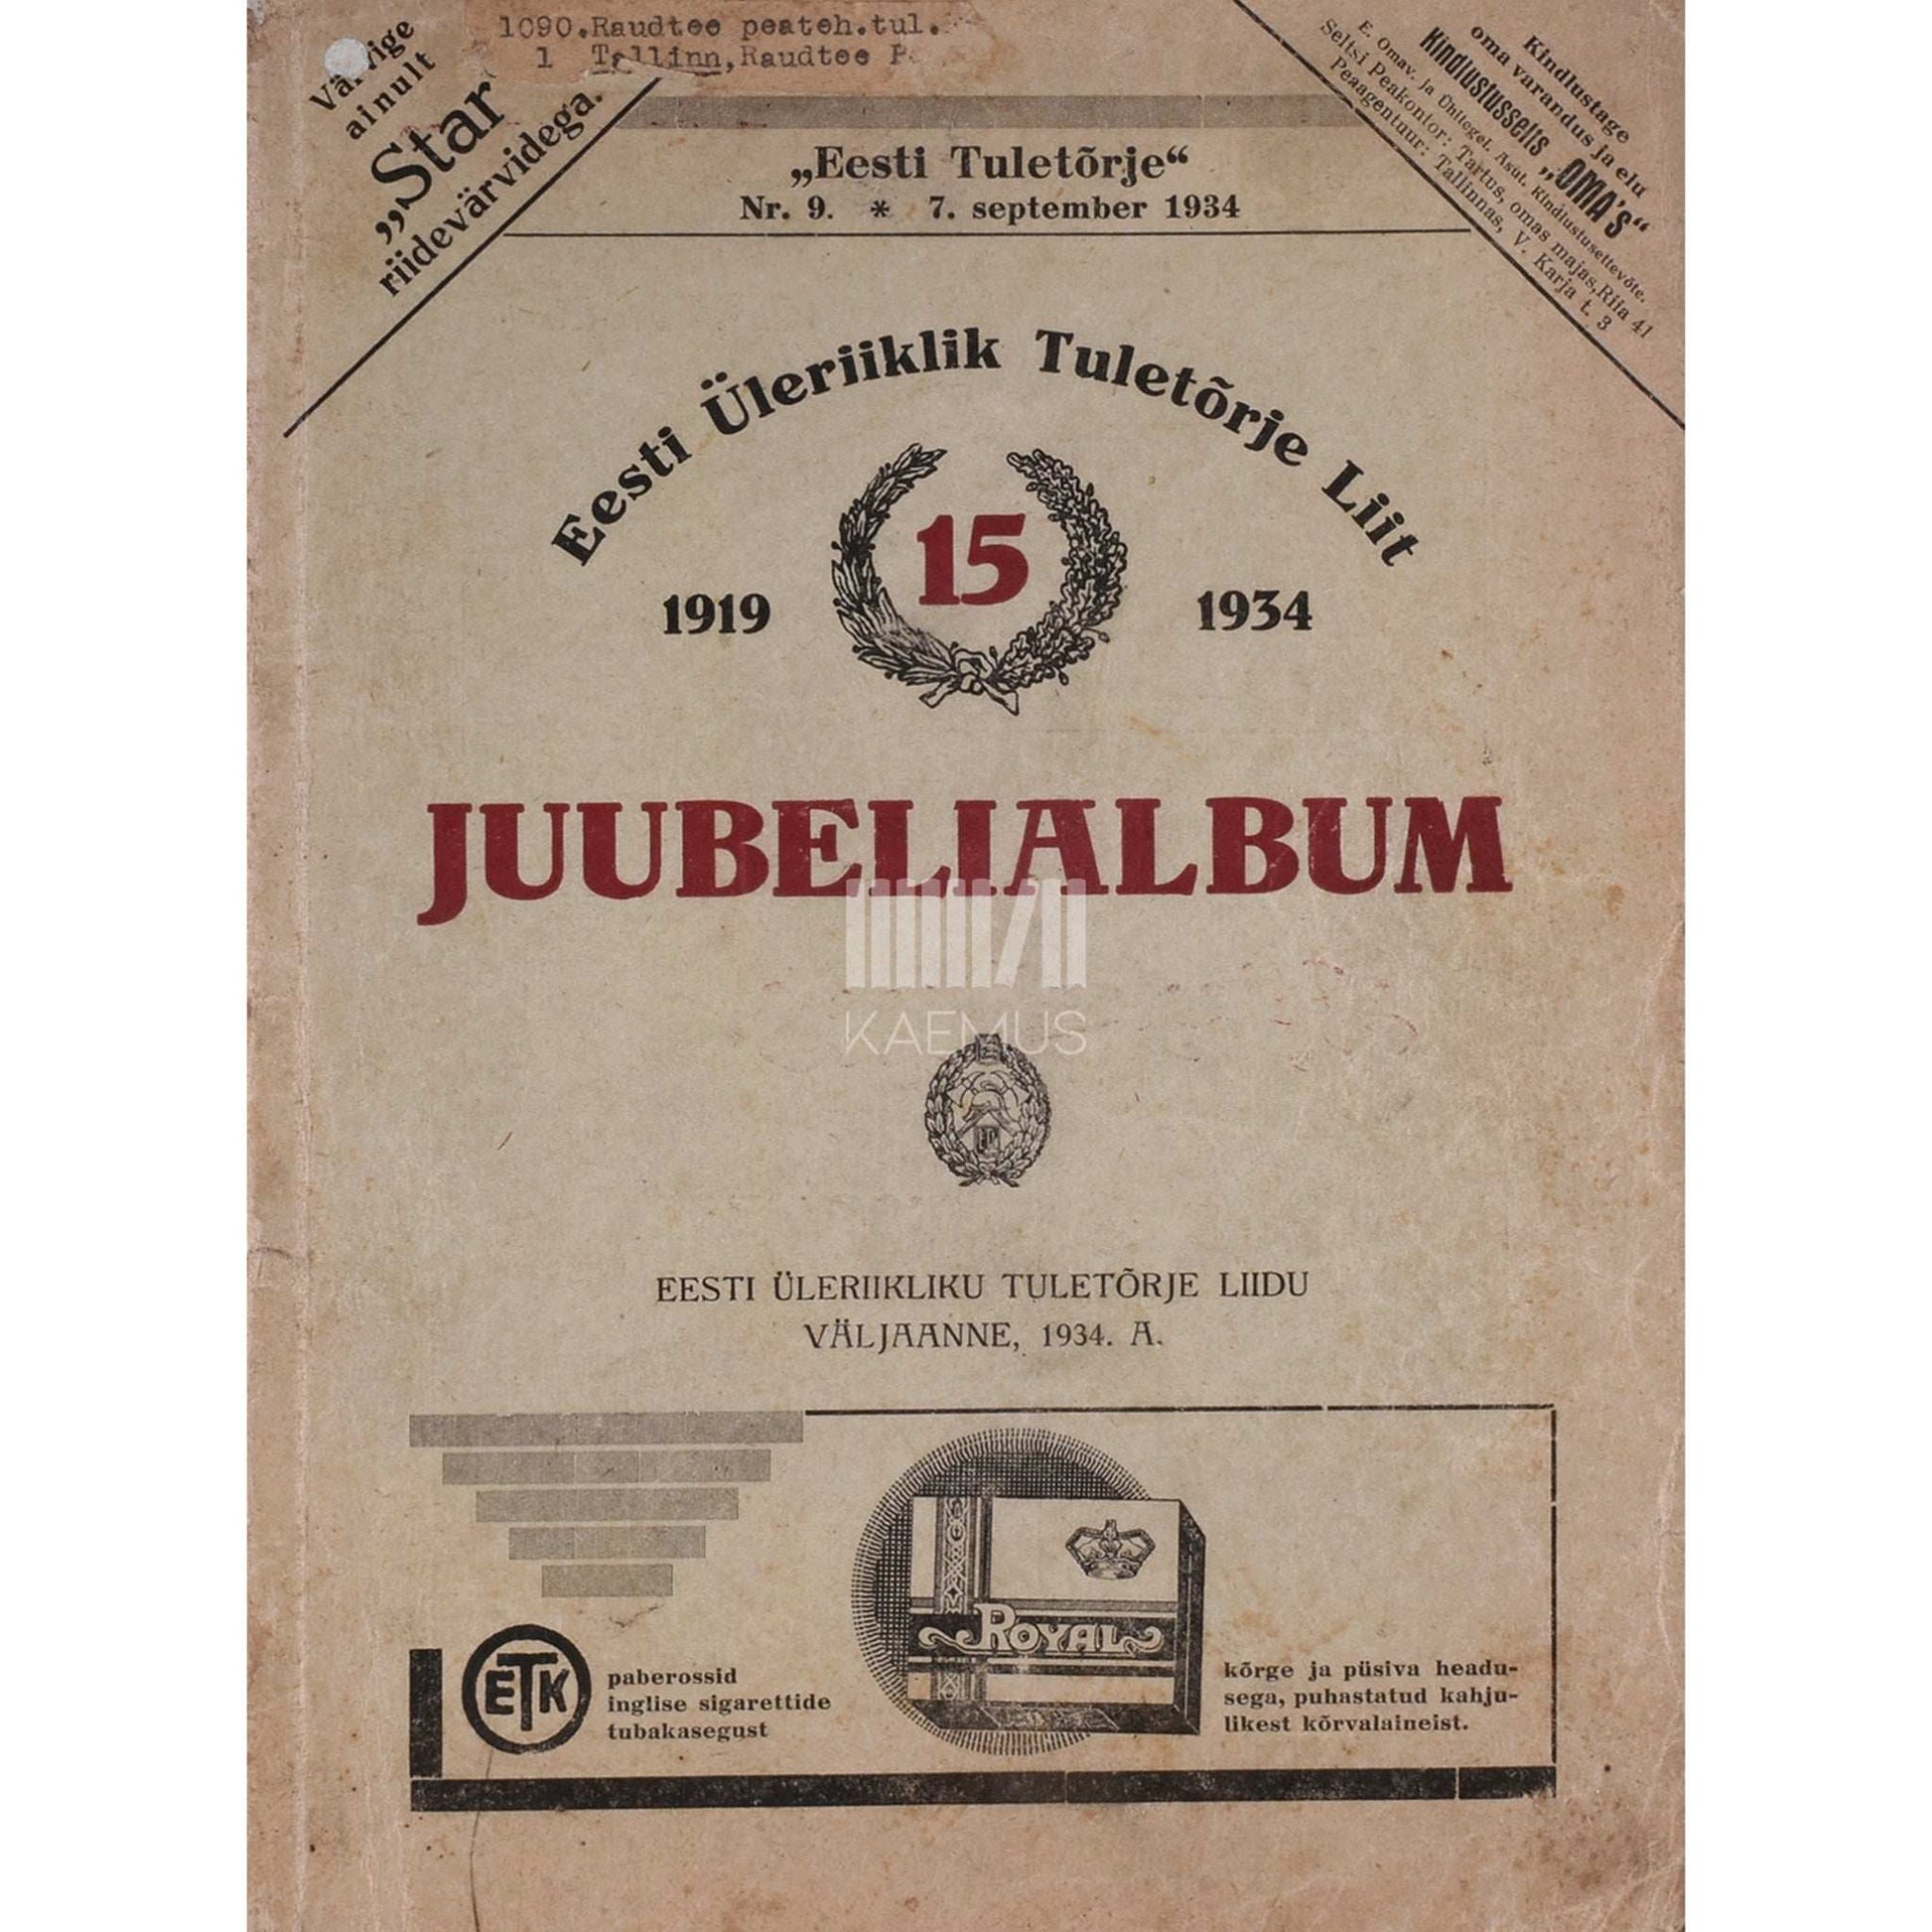 Värvige
ainult
„Star"
riidevärvidega.
1090.Raudtee peateh.tul.
1 Tallinn,Raudtee P
Kindlustage
oma varandus ja elu
Kindlustusselts „OMA's“
E. Omav. ja Ühitegel. Asut. Kindlustusettevõte.
Seltsi Peakontor: Tartus, omas majas, Riia 41
Peaagentuur: Tallinnas, V. Karja t. 3
„Eesti Tuletõrje“
Nr. 9. * 7. september 1934
Eesti Üleriiklik Tuletõrje Liit
15
1919 1934
JUUBELIALBUM
KAEMUS
EESTI ÜLERIIKLIKU TULETÕRJE LIIDU
VÄLJAANNE, 1934. A.
ROYAL
ETK
paberossid
inglise sigarettide
tubakasegust
kõrge ja püsiva headu-
sega, puhastatud kahju-
likest kõrvalaineist.